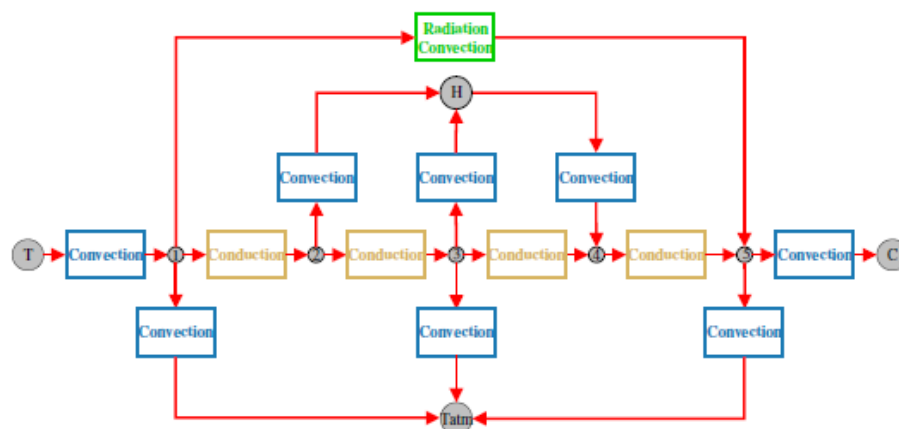 Radiation
Convection
H
Convection
Convection
Convection
T
Convection
1
Conduction
2
Conduction
3
Conduction
4
Conduction
5
Convection
C
Convection
Convection
Convection
Tatm